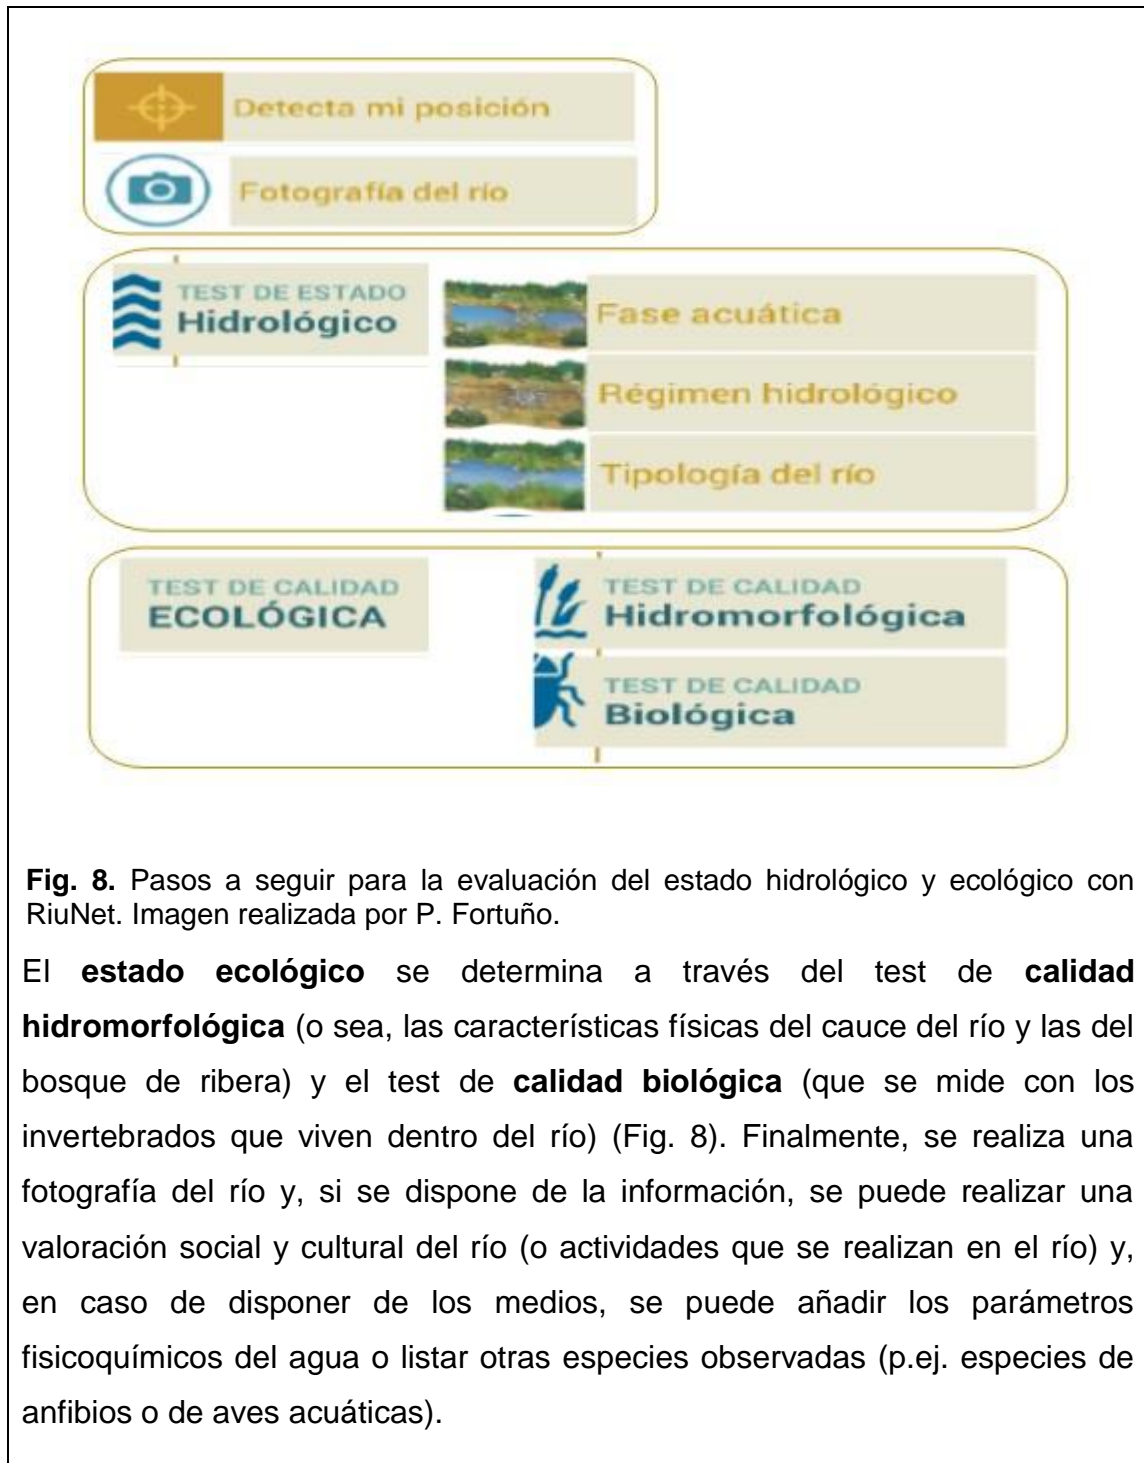 Detecta mi posición
Fotografía del río
TEST DE ESTADO
Hidrológico
Fase acuática
Régimen hidrológico
Tipología del río
TEST DE CALIDAD
ECOLÓGICA
TEST DE CALIDAD
Hidromorfológica
TEST DE CALIDAD
Biológica
Fig. 8. Pasos a seguir para la evaluación del estado hidrológico y ecológico con
RiuNet. Imagen realizada por P. Fortuño.
El estado ecológico se determina a través del test de calidad
hidromorfológica (o sea, las características físicas del cauce del río y las del
bosque de ribera) y el test de calidad biológica (que se mide con los
invertebrados que viven dentro del río) (Fig. 8). Finalmente, se realiza una
fotografía del río y, si se dispone de la información, se puede realizar una
valoración social y cultural del río (o actividades que se realizan en el río) y,
en caso de disponer de los medios, se puede añadir los parámetros
fisicoquímicos del agua o listar otras especies observadas (p.ej. especies de
anfibios o de aves acuáticas).